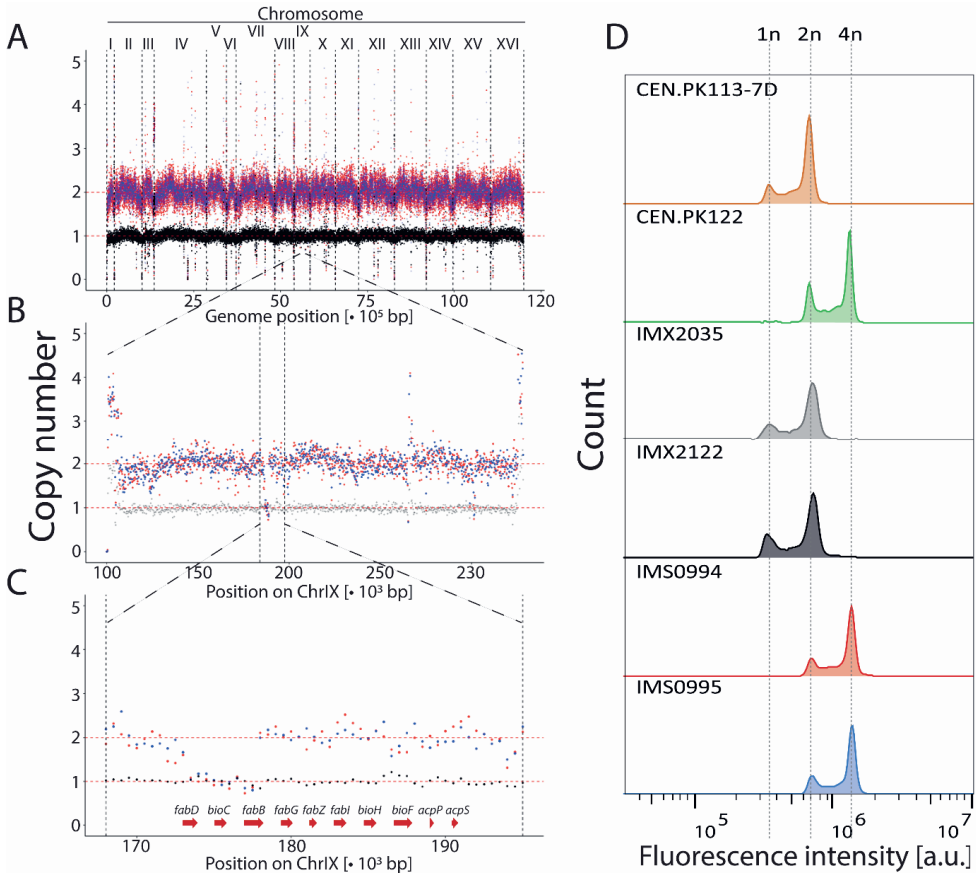 A
Chromosome
I II III IV V VI VII VIII IX X XI XII XIII XIV XV XVI
5
4
3
2
1
0
0 25 50 75 100 120
Genome position [• 10⁵ bp]
B
Copy number
5
4
3
2
1
0
100 150 200 250 230
Position on ChrIX [• 10³ bp]
C
5
4
3
2
1
0
fabD bioC fabB fabG fabZ fabI bioH bioF acpP acpS
170 180 190
Position on ChrIX [• 10³ bp]
D
1n 2n 4n
Count
CEN.PK113-7D
CEN.PK122
IMX2035
IMX2122
IMS0994
IMS0995
10⁵ 10⁶ 10⁷
Fluorescence intensity [a.u.]